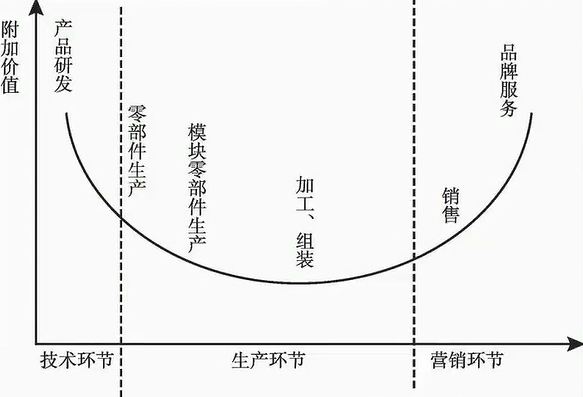 附加价值
产品研发
零部件生产
模块零部件生产
加工、组装
销售
品牌服务
技术环节
生产环节
营销环节